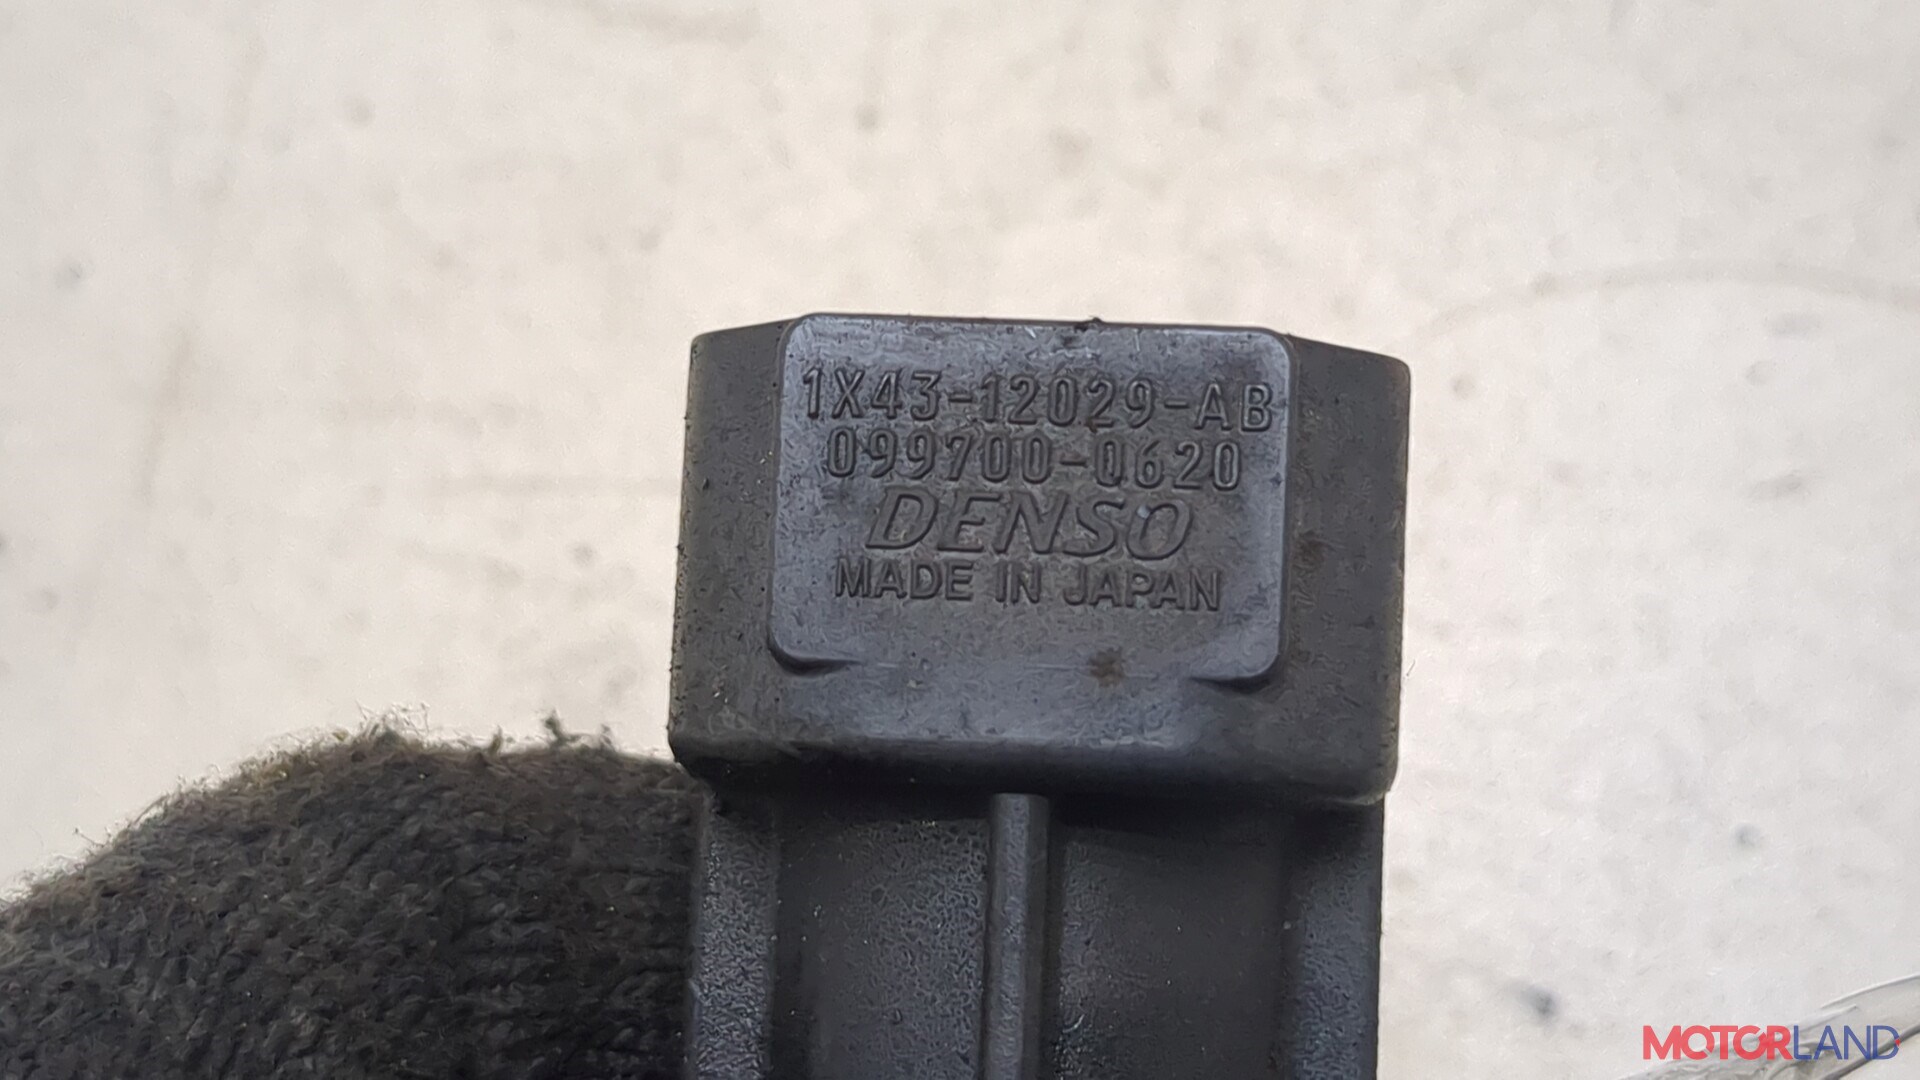 1X43-12029-AB
099700-0620
DENSO
MADE IN JAPAN
MOTORLAND